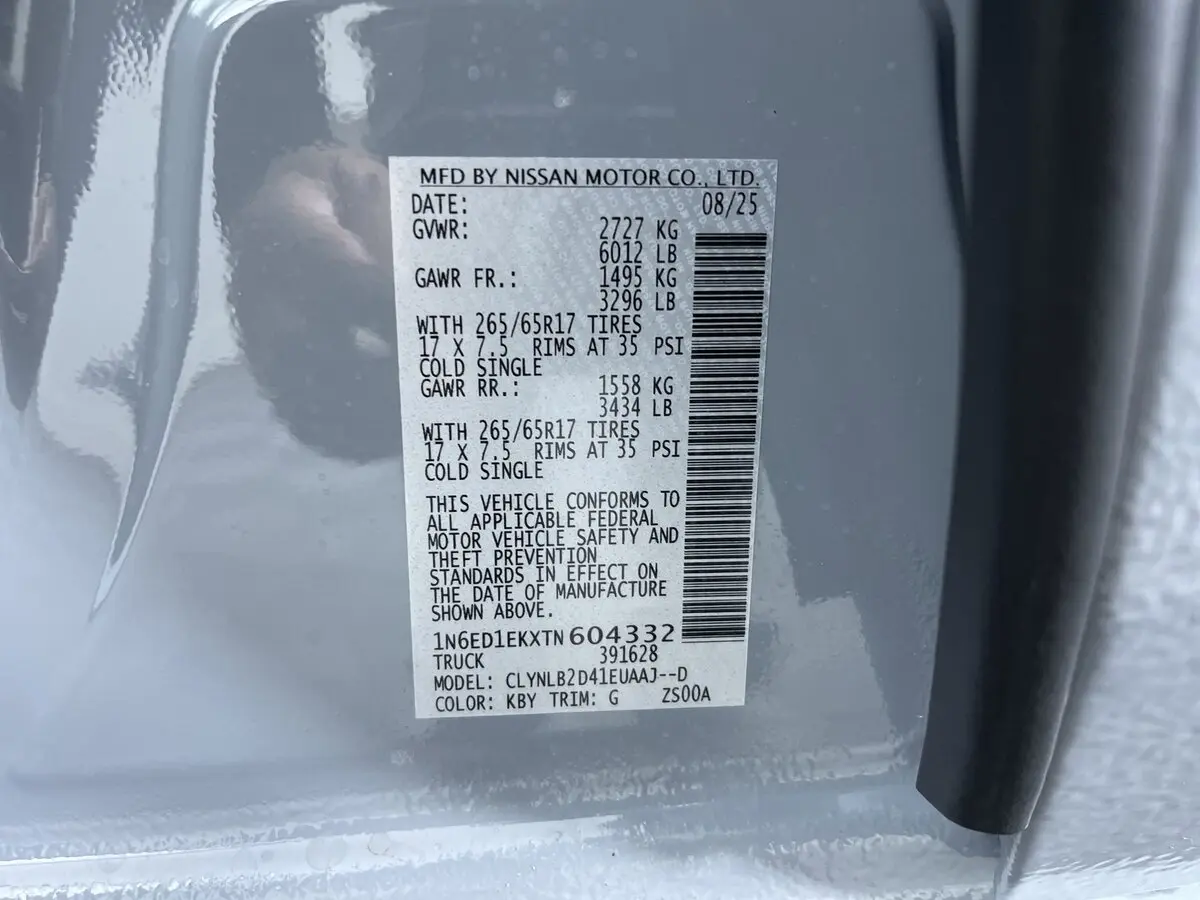 MFD BY NISSAN MOTOR CO., LTD.
DATE: 08/25
GVWR: 2727 KG
6012 LB
GAWR FR.: 1495 KG
3296 LB
WITH 265/65R17 TIRES
17 X 7.5 RIMS AT 35 PSI
COLD SINGLE
GAWR RR.: 1558 KG
3434 LB
WITH 265/65R17 TIRES
17 X 7.5 RIMS AT 35 PSI
COLD SINGLE
THIS VEHICLE CONFORMS TO
ALL APPLICABLE FEDERAL
MOTOR VEHICLE SAFETY AND
THEFT PREVENTION
STANDARDS IN EFFECT ON
THE DATE OF MANUFACTURE
SHOWN ABOVE.
1N6ED1EKXTN604332
TRUCK 391628
MODEL: CLYNLB2D41EUAAJ--D
COLOR: KBY TRIM: G ZS00A